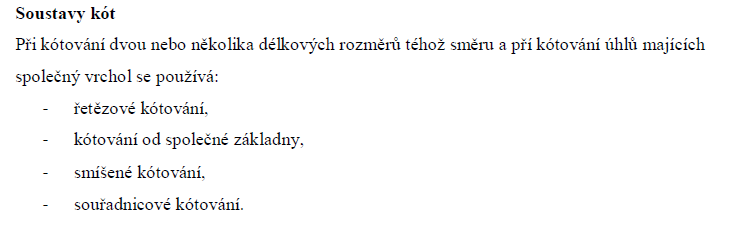 Soustavy kót
Při kótování dvou nebo několika délkových rozměrů téhož směru a pří kótování úhlů majících
společný vrchol se používá:
- řetězové kótování,
- kótování od společné základny,
- smíšené kótování,
- souřadnicové kótování.